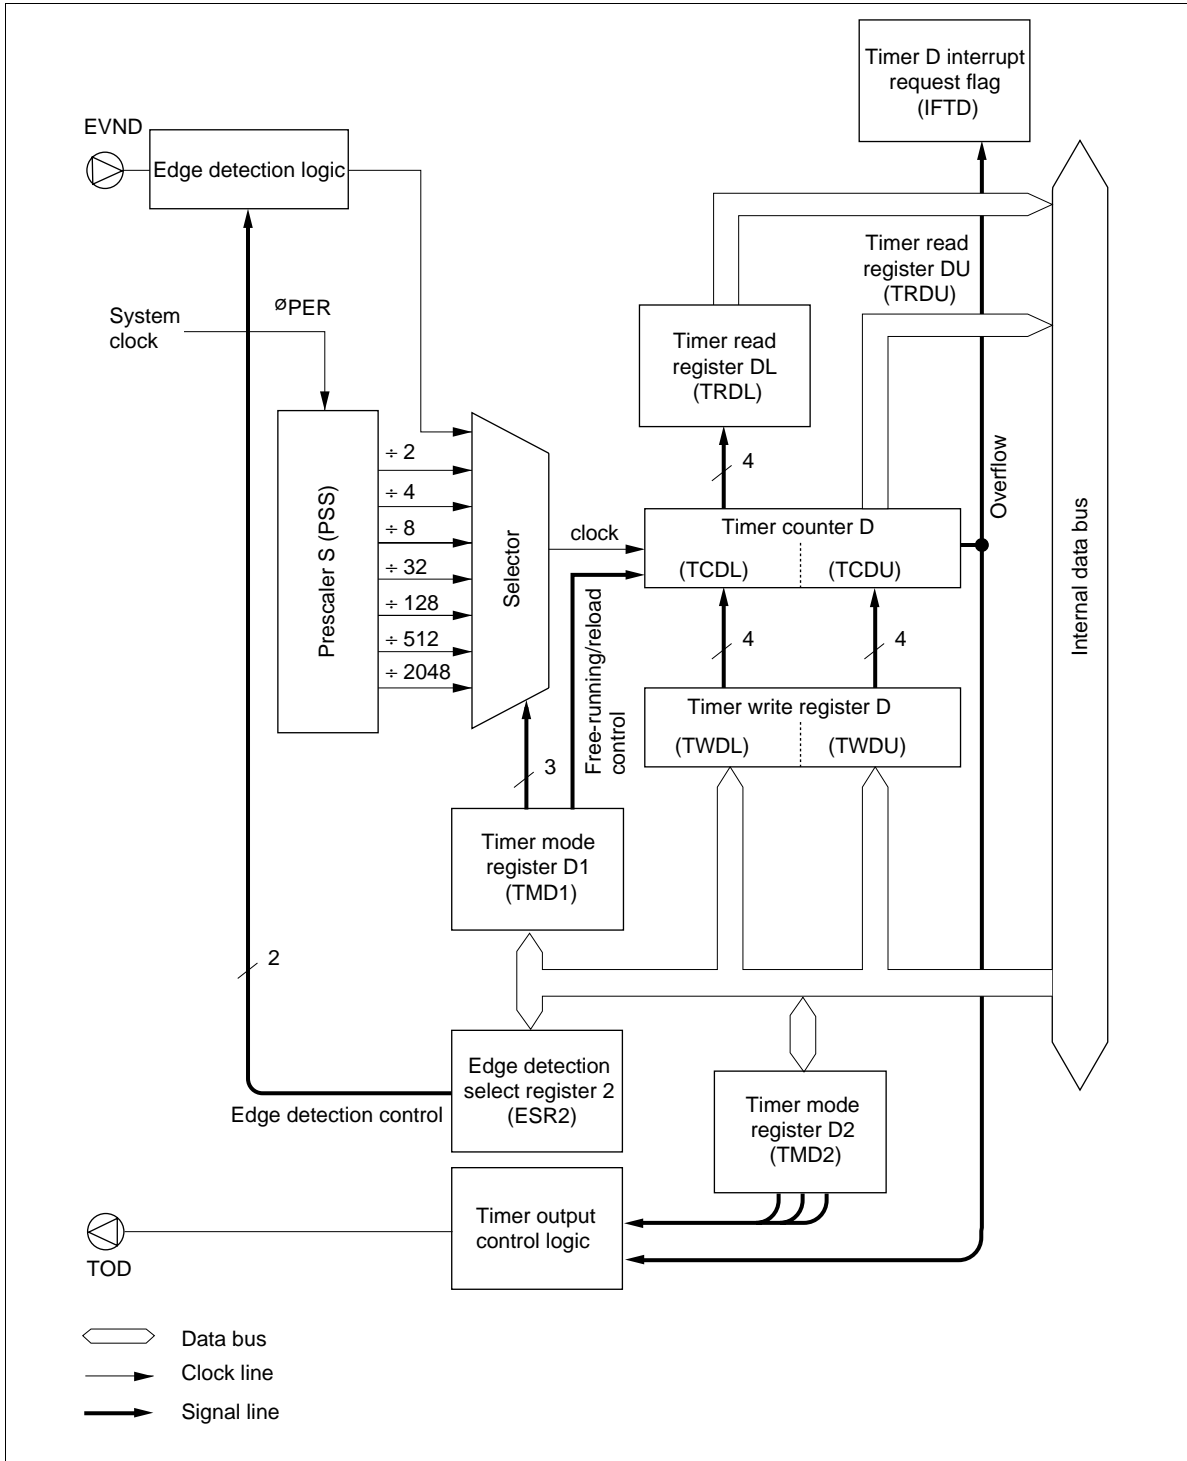 Timer D interrupt
request flag
(IFTD)
EVND
Edge detection logic
Timer read
register DU
(TRDU)
System
clock
øPER
Timer read
register DL
(TRDL)
Prescaler S (PSS)
÷ 2
÷ 4
÷ 8
÷ 32
÷ 128
÷ 512
÷ 2048
Selector
4
Overflow
Internal data bus
clock
Timer counter D
(TCDL)
(TCDU)
Free-running/reload
control
4
4
Timer write register D
(TWDL)
(TWDU)
3
Timer mode
register D1
(TMD1)
2
Edge detection
select register 2
(ESR2)
Edge detection control
Timer mode
register D2
(TMD2)
Timer output
control logic
TOD
Data bus
Clock line
Signal line